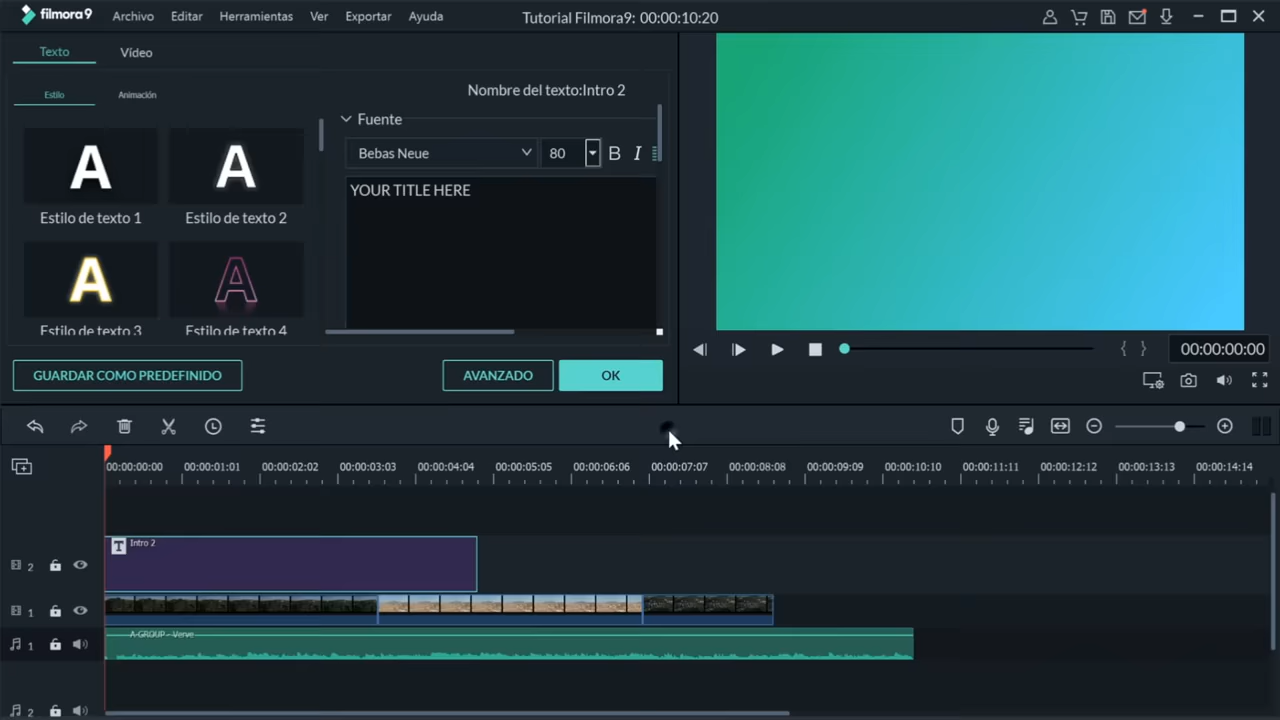 filmora9 Archivo Editar Herramientas Ver Exportar Ayuda Tutorial Filmora9: 00:00:10:20
Texto Vídeo
Estilo Animación
Nombre del texto:Intro 2
Fuente
Bebas Neue 80 B I
YOUR TITLE HERE
A A
Estilo de texto 1 Estilo de texto 2
A A
Estilo de texto 3 Estilo de texto 4
00:00:00:00
GUARDAR COMO PREDEFINIDO AVANZADO OK
00:00:00:00 00:00:01:01 00:00:02:02 00:00:03:03 00:00:04:04 00:00:05:05 00:00:06:06 00:00:07:07 00:00:08:08 00:00:09:09 00:00:10:10 00:00:11:11 00:00:12:12 00:00:13:13 00:00:14:14
T Intro 2
2
1
A-GROUP - Verve
1
2